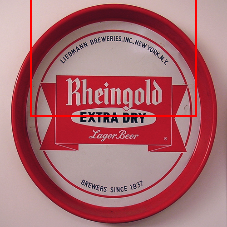 LIEBMANN BREWERIES, INC., NEW YORK, N.Y.
Rheingold
EXTRA DRY
Lager Beer
BREWERS SINCE 1837